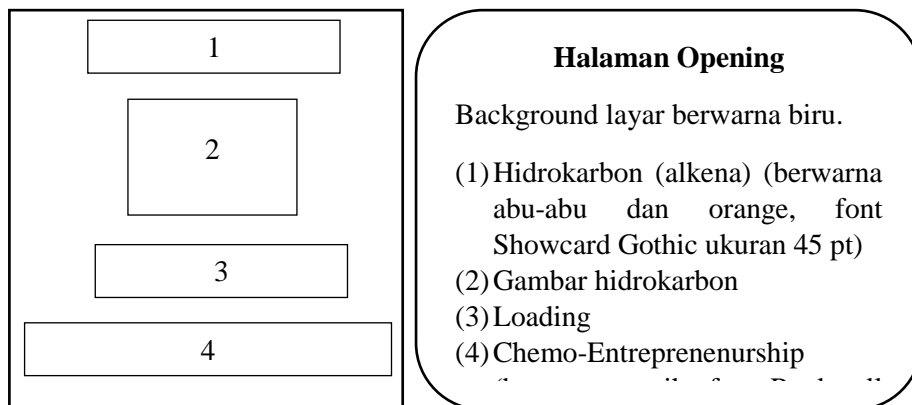 1
2
3
4
Halaman Opening
Background layar berwarna biru.
(1) Hidrokarbon (alkena) (berwarna
abu-abu dan orange, font
Showcard Gothic ukuran 45 pt)
(2) Gambar hidrokarbon
(3) Loading
(4) Chemo-Entreprenenurship